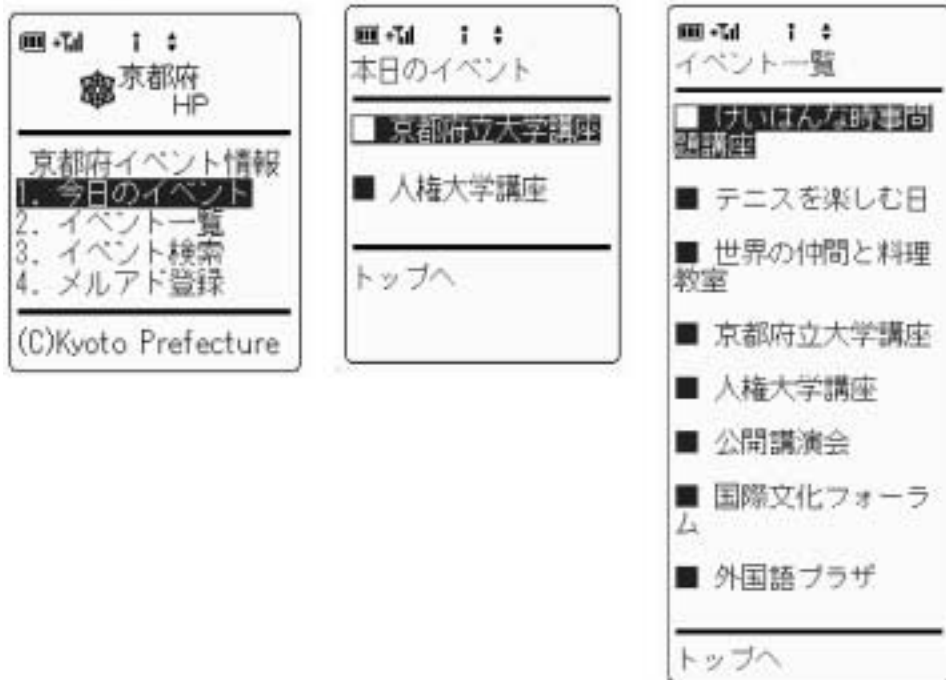 京都府
HP
京都府イベント情報
1. 今日のイベント
2. イベント一覧
3. イベント検索
4. メルアド登録
(C)Kyoto Prefecture
本日のイベント
□ 京都府立大学講座
■ 人権大学講座
トップへ
イベント一覧
□ けいはんな時事尚
講座
■ テニスを楽しむ日
■ 世界の仲間と料理
教室
■ 京都府立大学講座
■ 人権大学講座
■ 公開講演会
■ 国際文化フォーラ
ム
■ 外国語プラザ
トップへ